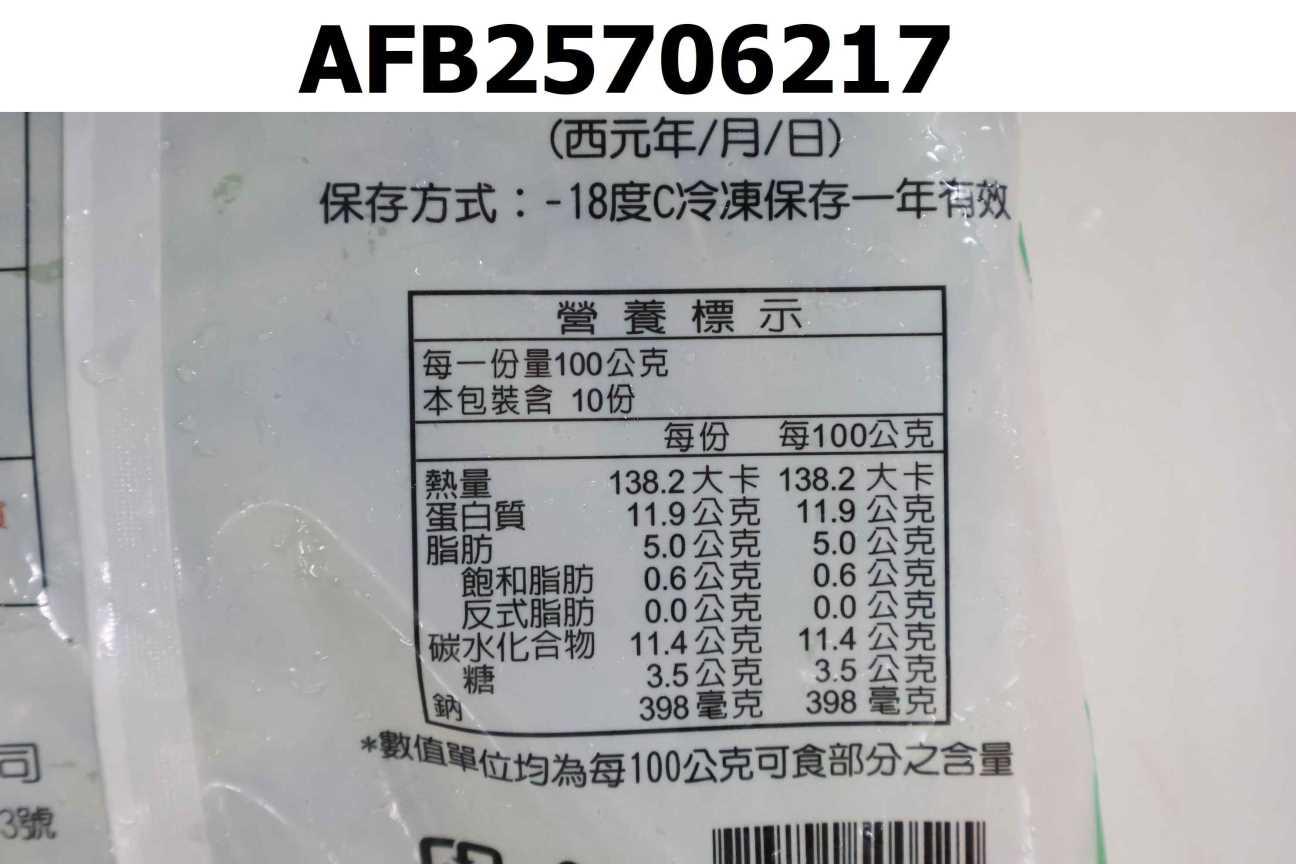 AFB25706217
(西元年/月/日)
保存方式：-18度C冷凍保存一年有效
營養標示
每一份量100公克
本包裝含 10份
每份 每100公克
熱量 138.2 大卡 138.2 大卡
蛋白質 11.9 公克 11.9 公克
脂肪 5.0 公克 5.0 公克
飽和脂肪 0.6 公克 0.6 公克
反式脂肪 0.0 公克 0.0 公克
碳水化合物 11.4 公克 11.4 公克
糖 3.5 公克 3.5 公克
鈉 398 毫克 398 毫克
*數值單位均為每100公克可食部分之含量
司
3號